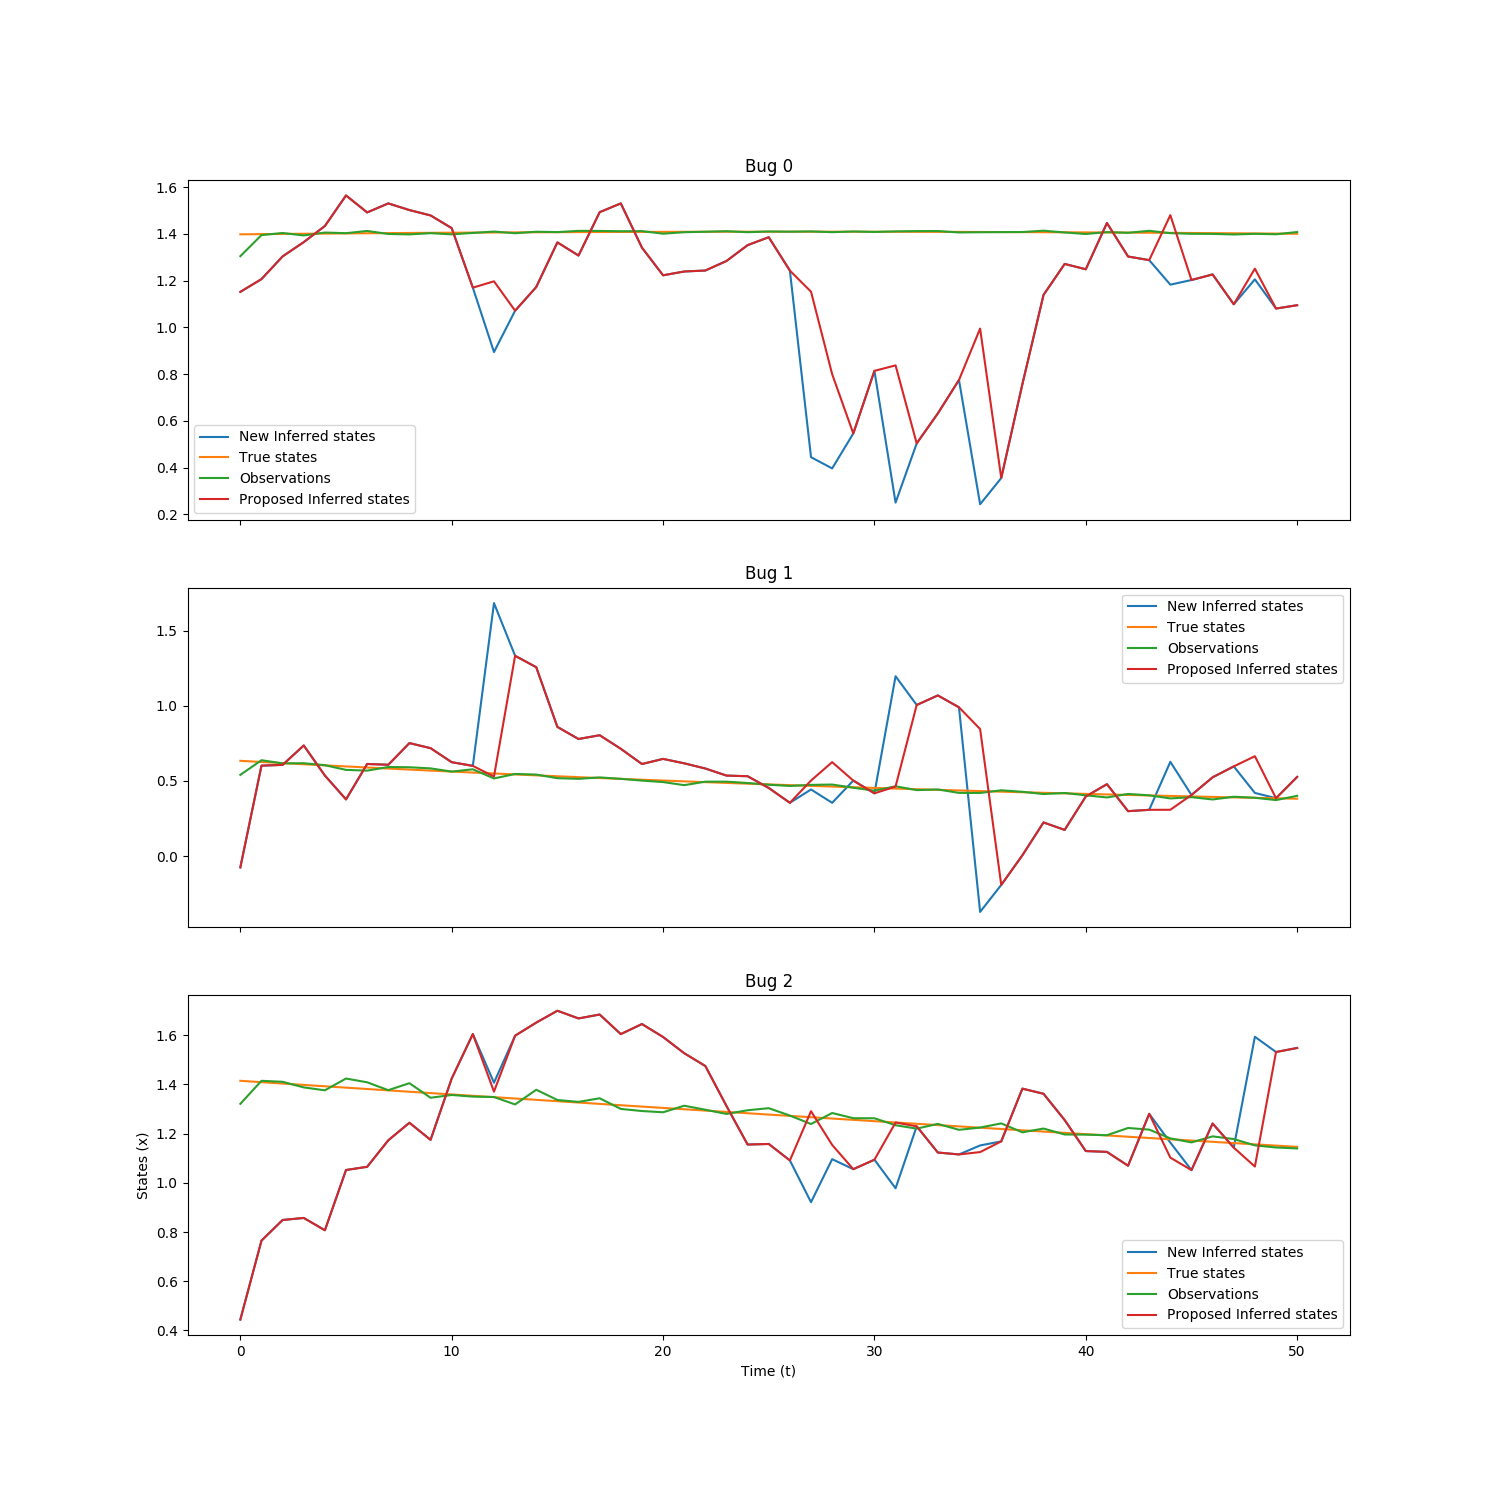 Bug 0
1.6
1.4
1.2
1.0
0.8
0.6
0.4
0.2
New Inferred states
True states
Observations
Proposed Inferred states
Bug 1
1.5
1.0
0.5
0.0
New Inferred states
True states
Observations
Proposed Inferred states
Bug 2
States (x)
1.6
1.4
1.2
1.0
0.8
0.6
0.4
New Inferred states
True states
Observations
Proposed Inferred states
0 10 20 30 40 50
Time (t)